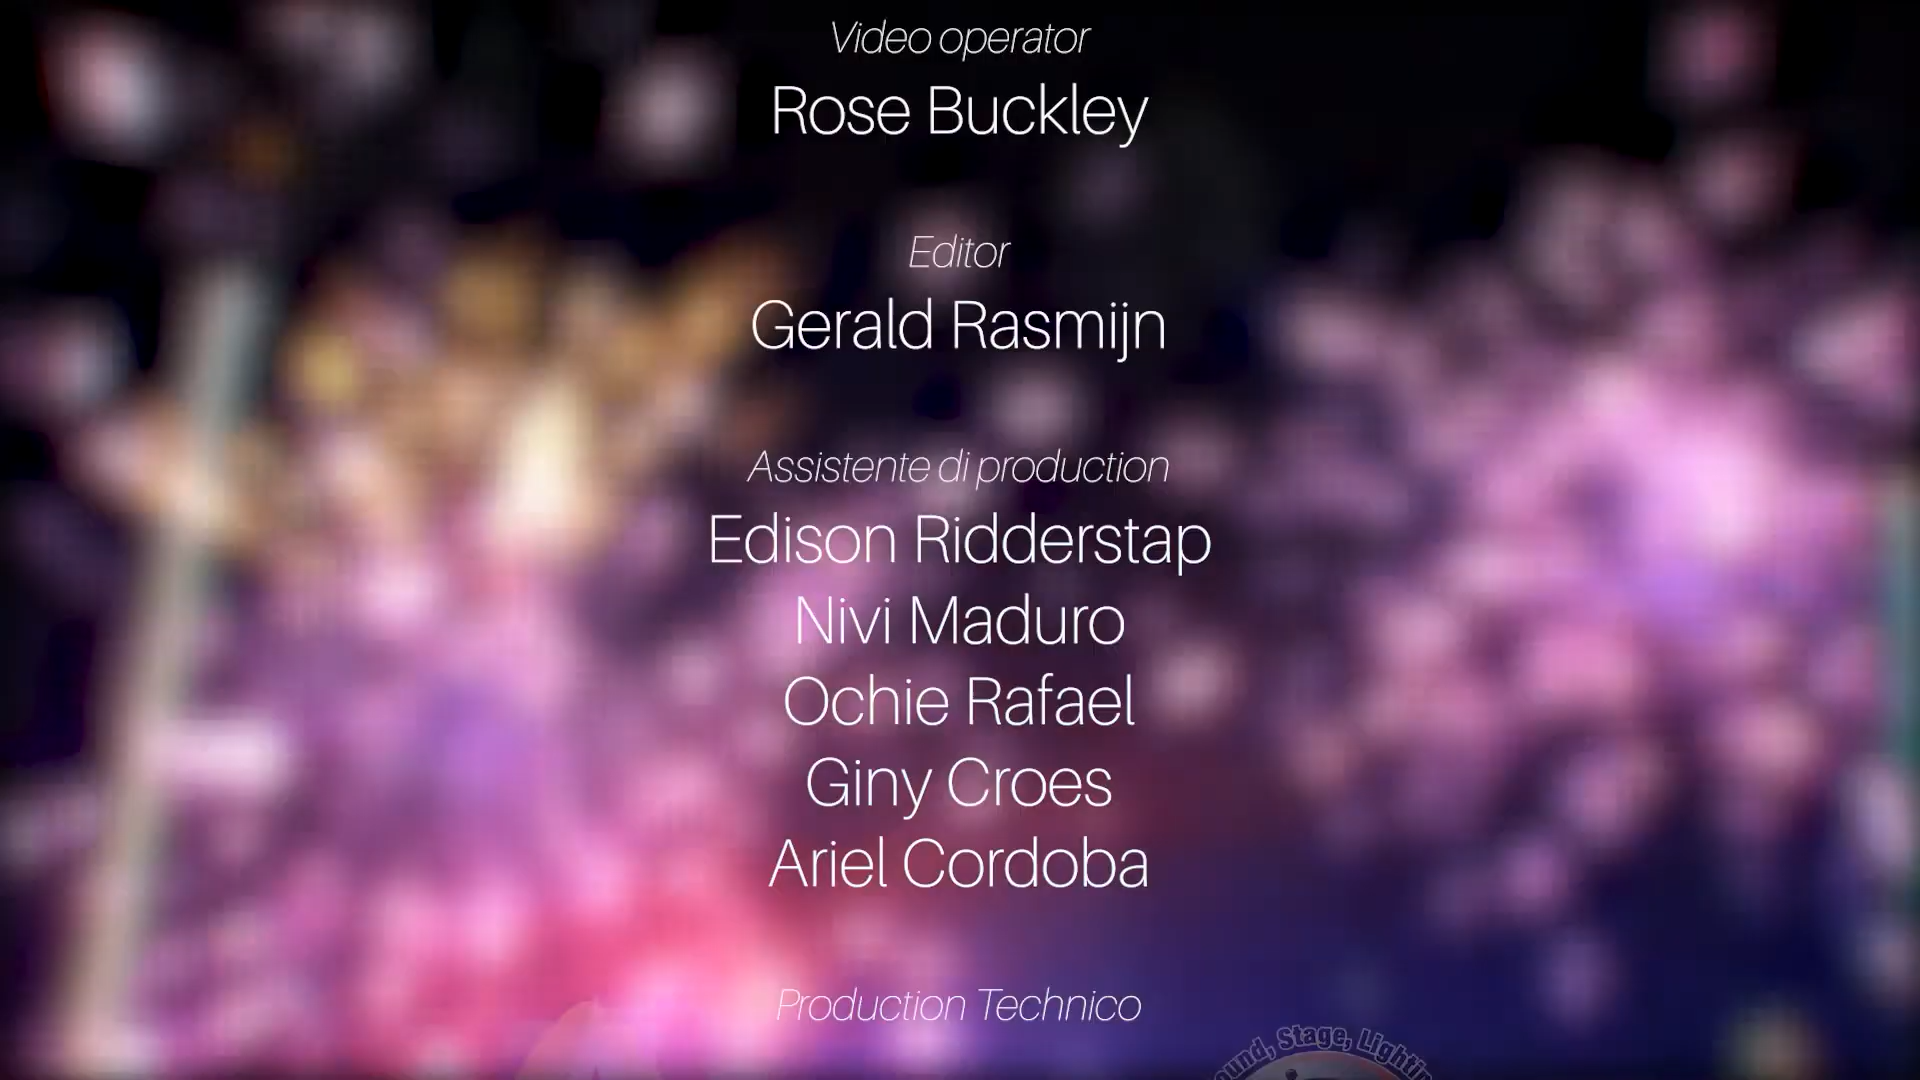 Video operator
Rose Buckley
Editor
Gerald Rasmijn
Assistente di production
Edison Ridderstap
Nivi Maduro
Ochie Rafael
Giny Croes
Ariel Cordoba
Production Technico
Stage,